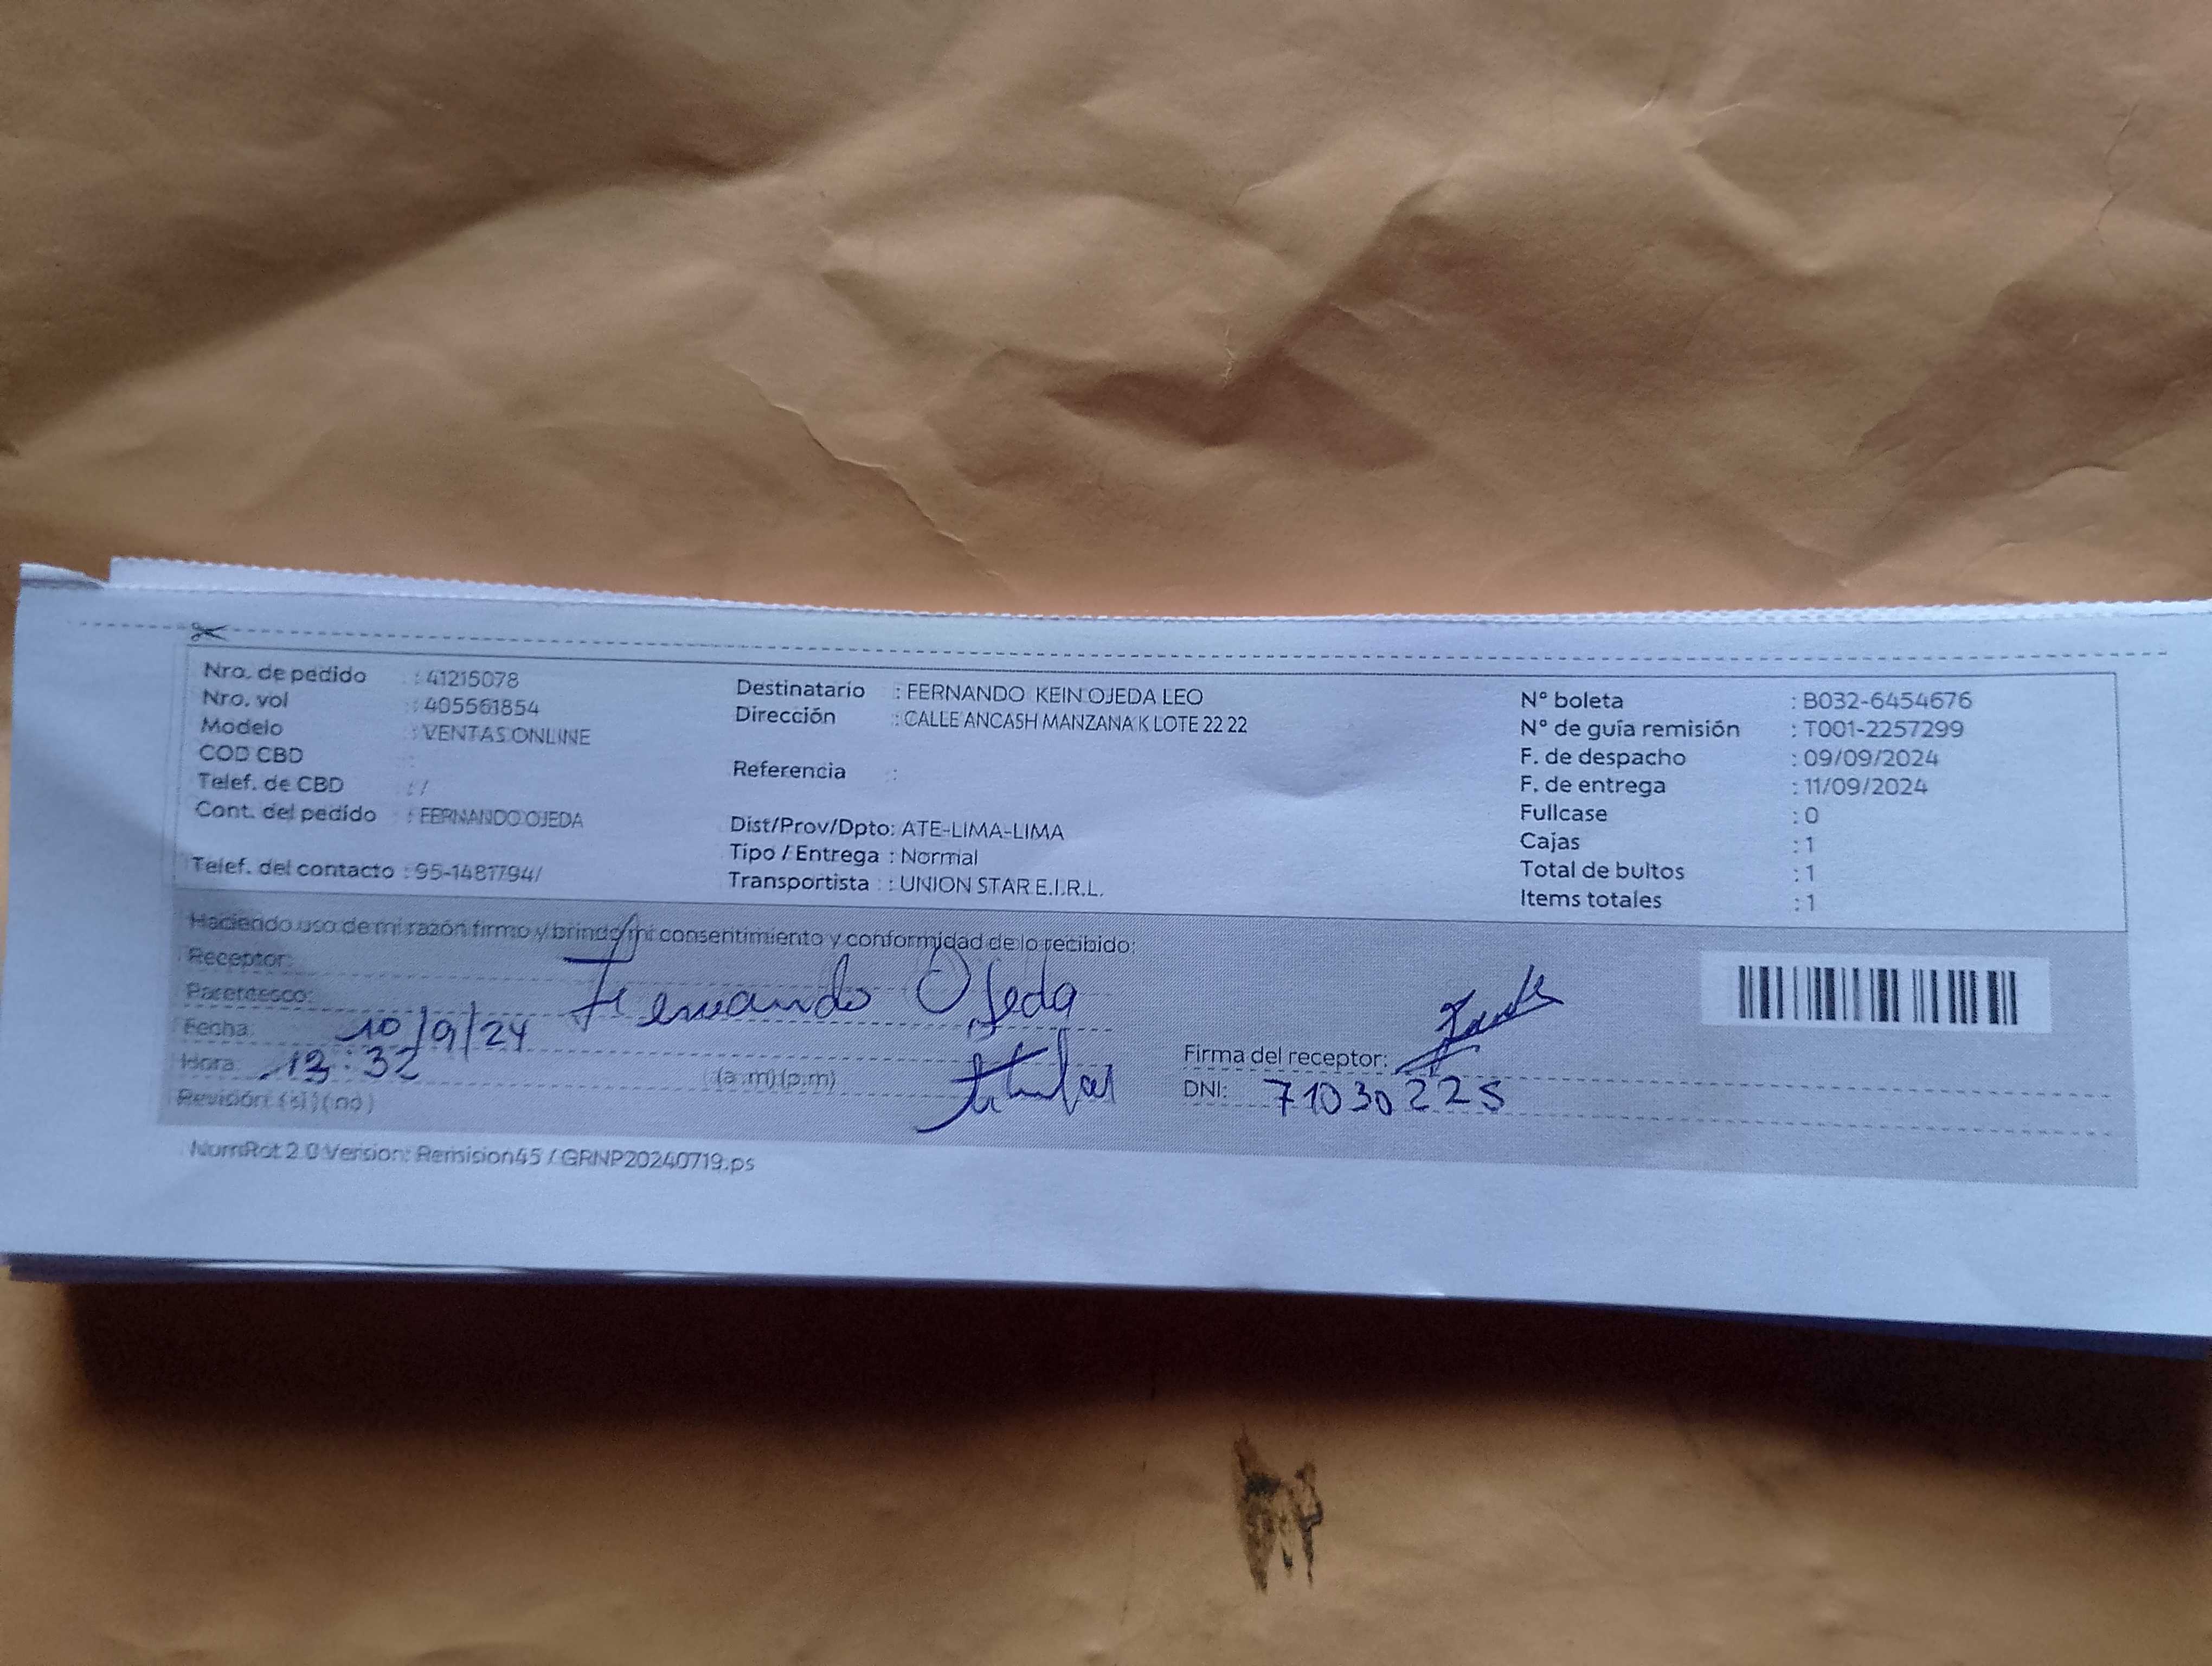 Nro. de pedido : 41215078
Nro. vol : 405561854
Modelo : VENTAS ONLINE
COD CBD :
Telef. de CBD : /
Cont. del pedido : FERNANDO OJEDA
Telef. del contacto : 95-1481794/
Destinatario : FERNANDO KEIN OJEDA LEO
Dirección : CALLE ANCASH MANZANA K LOTE 22 22
Referencia :
Dist/Prov/Dpto: ATE-LIMA-LIMA
Tipo / Entrega : Normal
Transportista : : UNION STAR E.I.R.L.
N° boleta : B032-6454676
N° de guía remisión : T001-2257299
F. de despacho : 09/09/2024
F. de entrega : 11/09/2024
Fullcase : 0
Cajas : 1
Total de bultos : 1
Items totales : 1
Haciendo uso de mi razón firmo y brindo mi consentimiento y conformidad de lo recibido:
Receptor: Fernando Ojeda
Parentesco: titular
Fecha: 10/9/24
Hora: 13:32 (a.m) (p.m)
Revisión: (si) (no)
Firma del receptor:
DNI: 71030225
NumRot 2.0 Version: Remision45 / GRNP20240719.ps